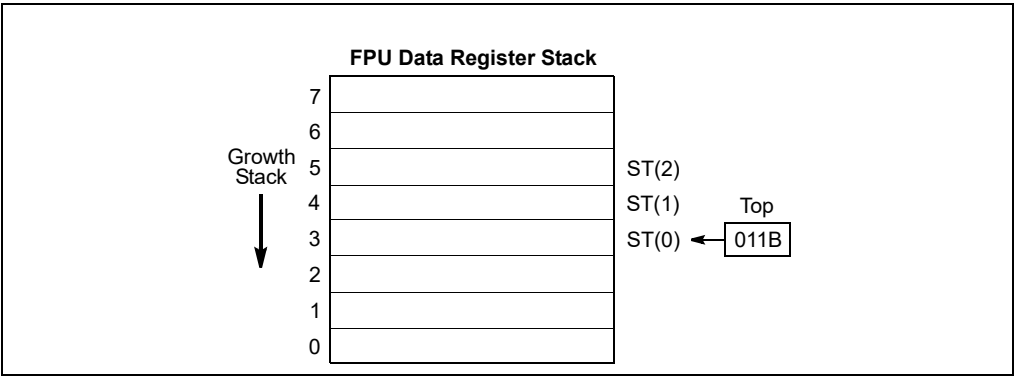 FPU Data Register Stack
7
6
Growth
Stack
5
ST(2)
4
ST(1)
Top
3
ST(0)
011B
2
1
0